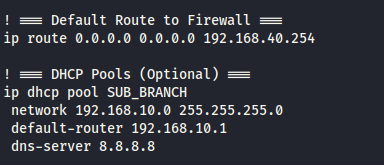 ! === Default Route to Firewall ===
ip route 0.0.0.0 0.0.0.0 192.168.40.254
! === DHCP Pools (Optional) ===
ip dhcp pool SUB_BRANCH
network 192.168.10.0 255.255.255.0
default-router 192.168.10.1
dns-server 8.8.8.8